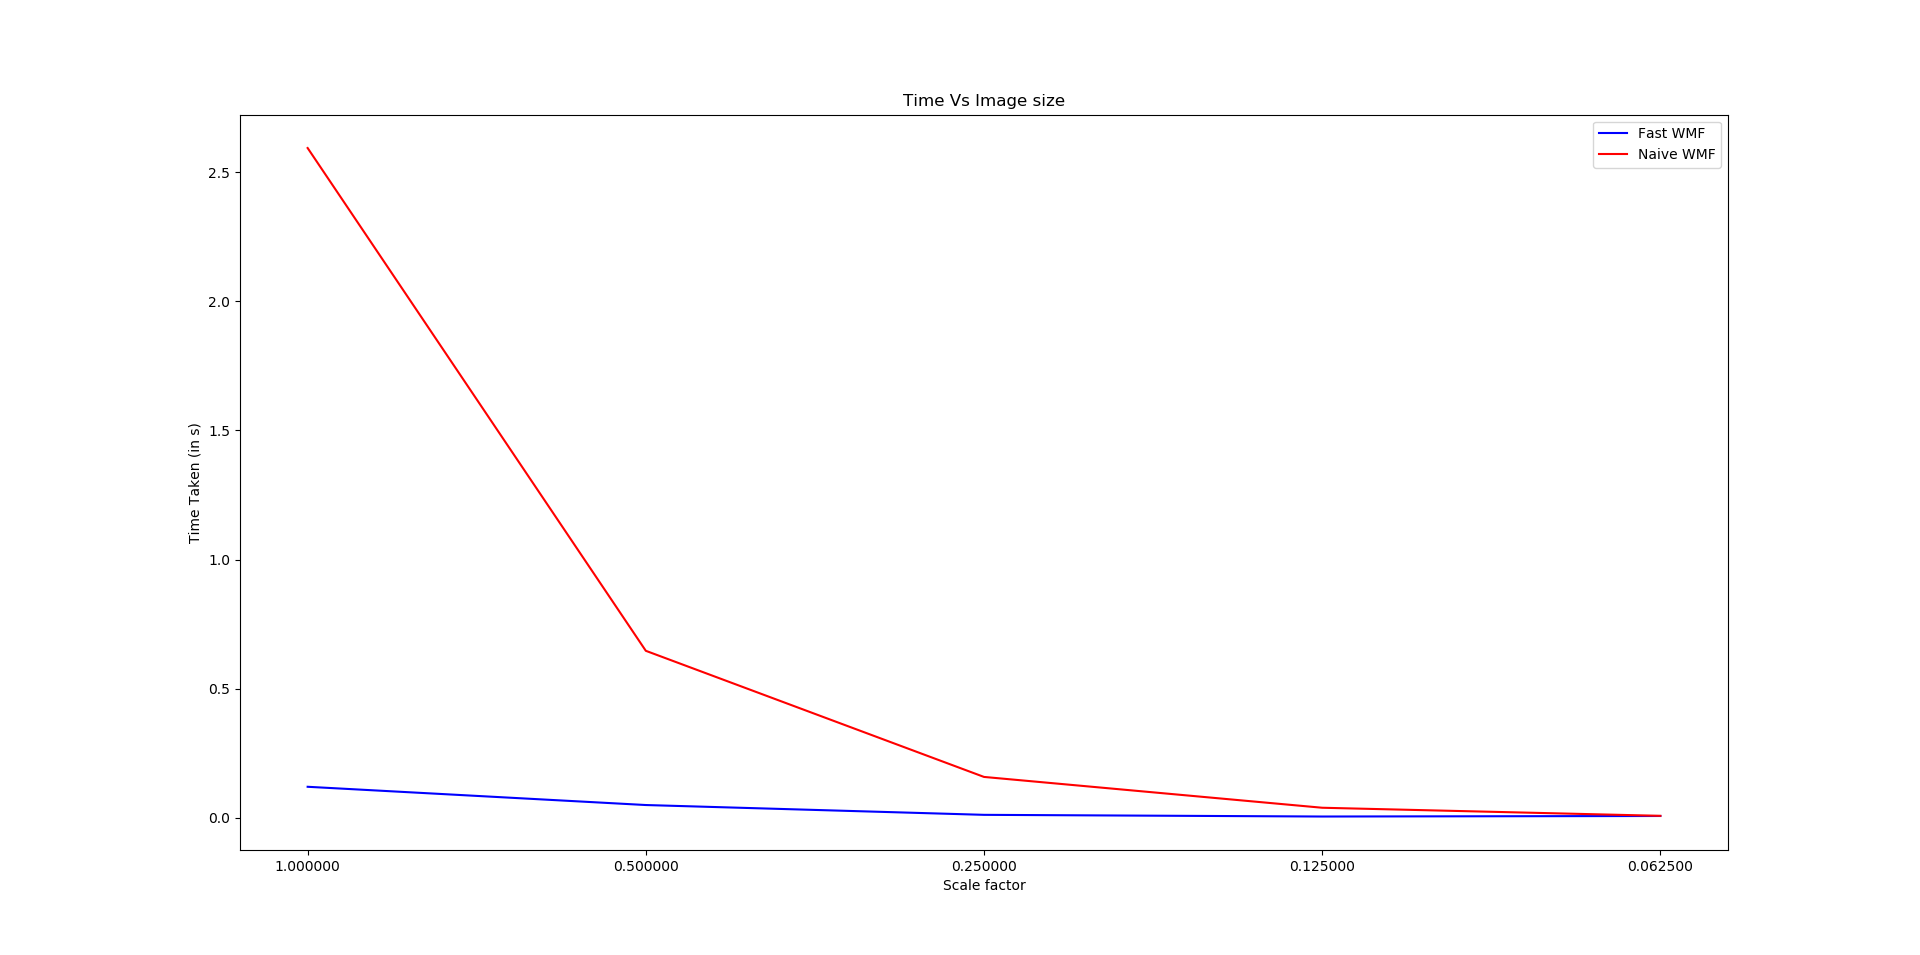 Time Vs Image size
Fast WMF
Naive WMF
Time Taken (in s)
2.5
2.0
1.5
1.0
0.5
0.0
1.000000 0.500000 0.250000 0.125000 0.062500
Scale factor